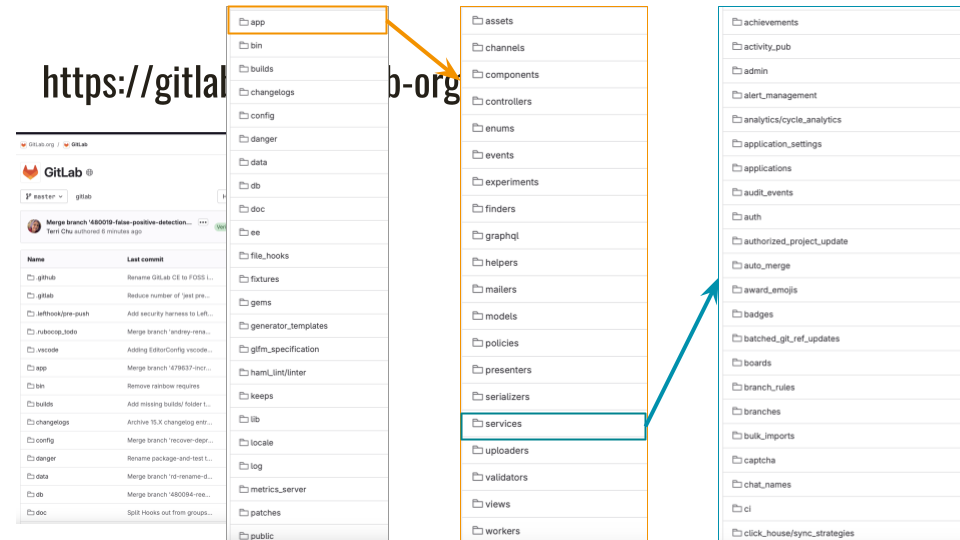 https://gitlab
b-org
GitLab.org / GitLab
GitLab
master gitlab
Merge branch '480019-false-positive-detection...
Terri Chu authored 6 minutes ago
Name Last commit
.github Rename GitLab CE to FOSS i...
.gitlab Reduce number of 'jest pre...
.lefthook/pre-push Add security harness to Left...
.rubocop_todo Merge branch 'andrey-rena...
.vscode Adding EditorConfig vscode...
app Merge branch '479637-incr...
bin Remove rainbow requires
builds Add missing builds/ folder t...
changelogs Archive 15.X changelog entr...
config Merge branch 'recover-depr...
danger Rename package-and-test t...
data Merge branch 'rd-rename-d...
db Merge branch '480094-ree...
doc Split Hooks out from groups...
app
bin
builds
changelogs
config
danger
data
db
doc
ee
file_hooks
fixtures
gems
generator_templates
glfm_specification
haml_lint/linter
keeps
lib
locale
log
metrics_server
patches
public
assets
channels
components
controllers
enums
events
experiments
finders
graphql
helpers
mailers
models
policies
presenters
serializers
services
uploaders
validators
views
workers
achievements
activity_pub
admin
alert_management
analytics/cycle_analytics
application_settings
applications
audit_events
auth
authorized_project_update
auto_merge
award_emojis
badges
batched_git_ref_updates
boards
branch_rules
branches
bulk_imports
captcha
chat_names
ci
click_house/sync_strategies